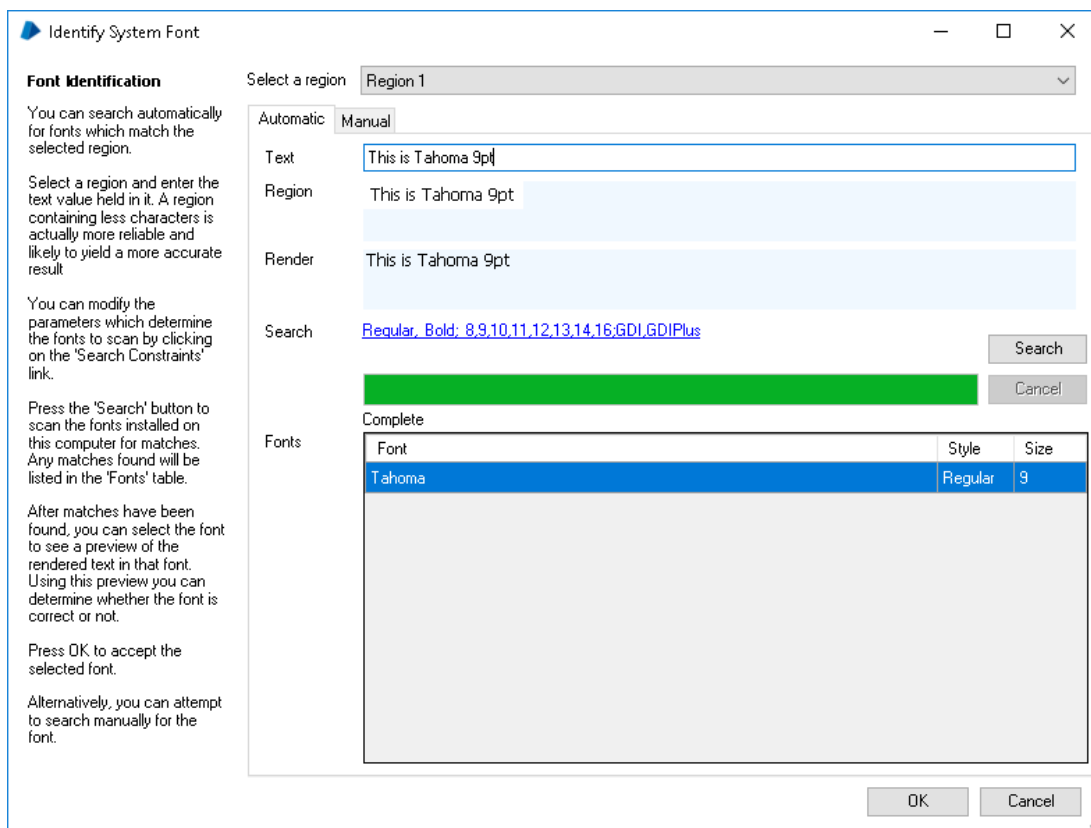 Identify System Font
Font Identification
You can search automatically
for fonts which match the
selected region.
Select a region and enter the
text value held in it. A region
containing less characters is
actually more reliable and
likely to yield a more accurate
result
You can modify the
parameters which determine
the fonts to scan by clicking
on the 'Search Constraints'
link.
Press the 'Search' button to
scan the fonts installed on
this computer for matches.
Any matches found will be
listed in the 'Fonts' table.
After matches have been
found, you can select the font
to see a preview of the
rendered text in that font.
Using this preview you can
determine whether the font is
correct or not.
Press OK to accept the
selected font.
Alternatively, you can attempt
to search manually for the
font.
Select a region Region 1
Automatic Manual
Text This is Tahoma 9pt
Region This is Tahoma 9pt
Render This is Tahoma 9pt
Search Regular, Bold; 8,9,10,11,12,13,14,16;GDI,GDIPlus
Search
Cancel
Complete
Fonts Font Style Size
Tahoma Regular 9
OK Cancel